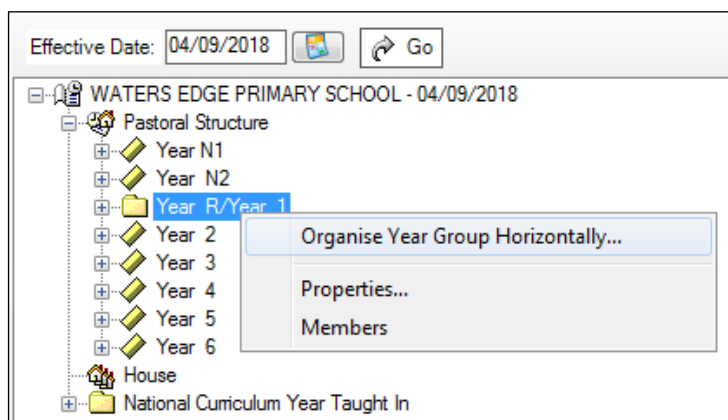 Effective Date: 04/09/2018 Go
WATERS EDGE PRIMARY SCHOOL - 04/09/2018
Pastoral Structure
Year N1
Year N2
Year R/Year 1
Year 2
Year 3
Year 4
Year 5
Year 6
House
National Curriculum Year Taught In
Organise Year Group Horizontally...
Properties...
Members